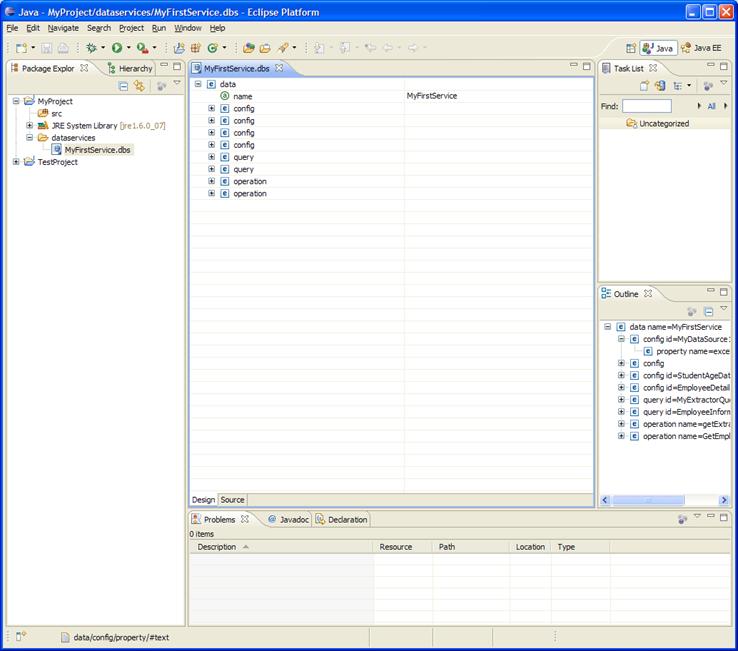 Java - MyProject/dataservices/MyFirstService.dbs - Eclipse Platform
File Edit Navigate Search Project Run Window Help
Java Java EE
Package Explor Hierarchy
MyProject
src
JRE System Library [jre1.6.0_07]
dataservices
MyFirstService.dbs
TestProject
MyFirstService.dbs
data
name MyFirstService
config
config
config
config
query
query
operation
operation
Design Source
Task List
Find: All
Uncategorized
Outline
data name=MyFirstService
config id=MyDataSource
property name=exce
config
config id=StudentAgeDat
config id=EmployeeDetail
query id=MyExtractorQu
query id=EmployeeInform
operation name=getExtra
operation name=GetEmpl
Problems Javadoc Declaration
0 items
Description Resource Path Location Type
data/config/property/#text